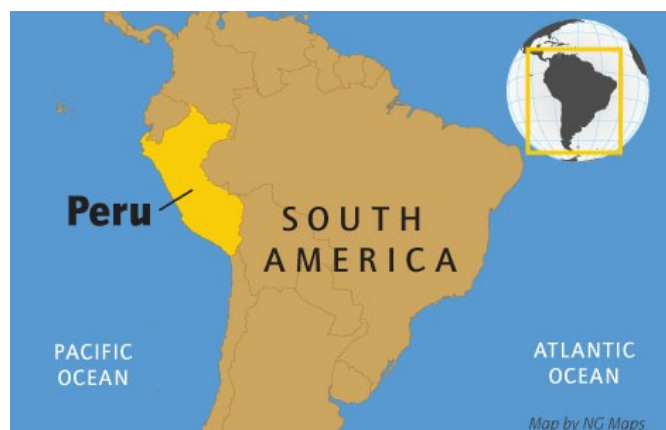 Peru
SOUTH
AMERICA
PACIFIC
OCEAN
ATLANTIC
OCEAN
Map by NG Maps